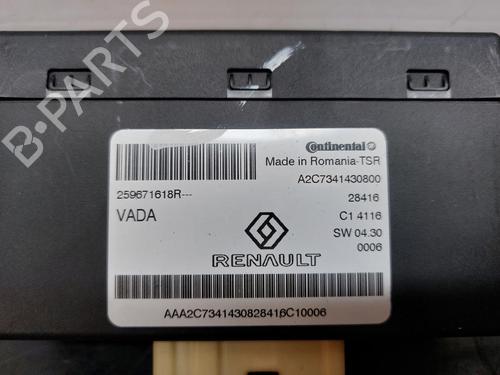 B-PARTS
Continental
Made in Romania-TSR
259671618R---
A2C7341430800
VADA
28416
C1 4116
SW 04.30
0006
RENAULT
AAA2C7341430828416C10006